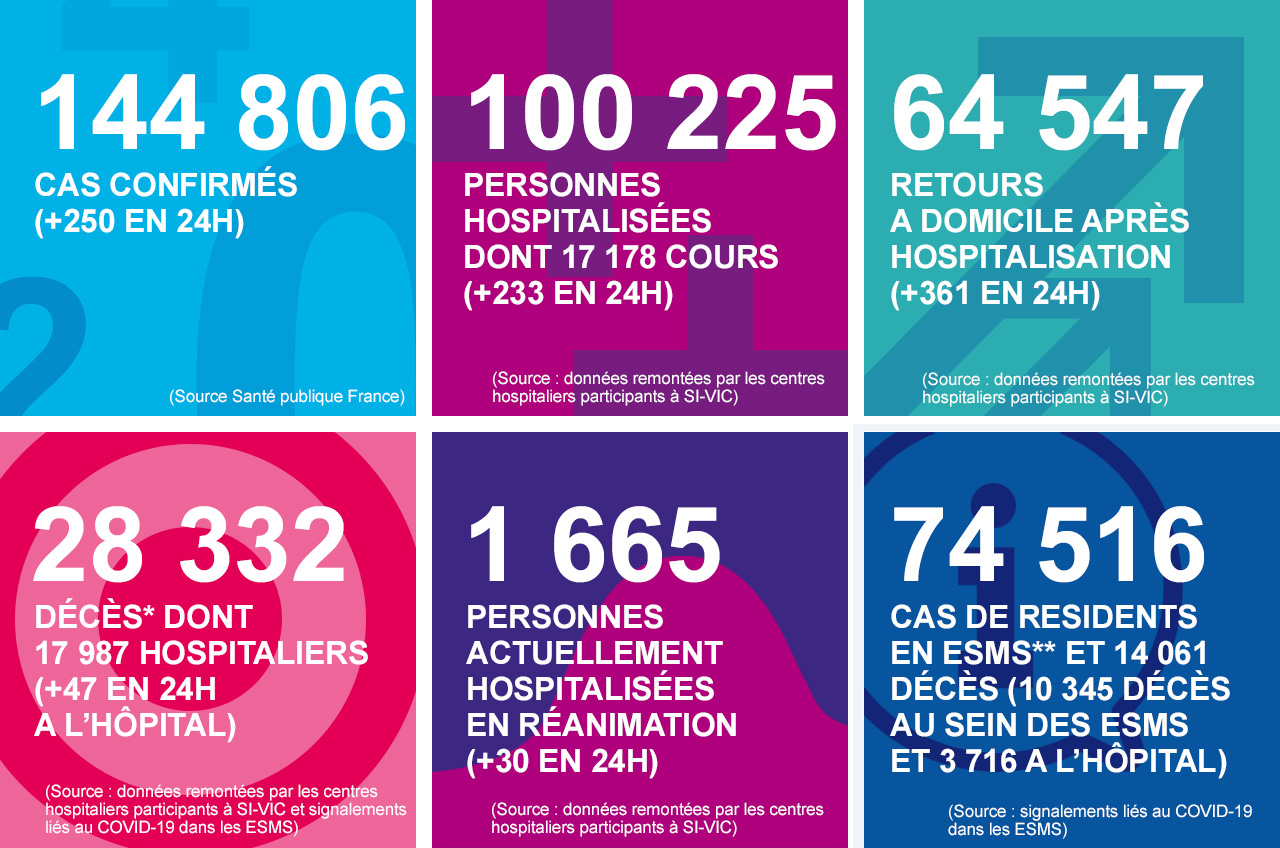 144 806
CAS CONFIRMÉS
(+250 EN 24H)
(Source Santé publique France)
100 225
PERSONNES
HOSPITALISÉES
DONT 17 178 COURS
(+233 EN 24H)
(Source : données remontées par les centres
hospitaliers participants à SI-VIC)
64 547
RETOURS
A DOMICILE APRÈS
HOSPITALISATION
(+361 EN 24H)
(Source : données remontées par les centres
hospitaliers participants à SI-VIC)
28 332
DÉCÈS* DONT
17 987 HOSPITALIERS
(+47 EN 24H
A L’HÔPITAL)
(Source : données remontées par les centres
hospitaliers participants à SI-VIC et signalements
liés au COVID-19 dans les ESMS)
1 665
PERSONNES
ACTUELLEMENT
HOSPITALISÉES
EN RÉANIMATION
(+30 EN 24H)
(Source : données remontées par les centres
hospitaliers participants à SI-VIC)
74 516
CAS DE RESIDENTS
EN ESMS** ET 14 061
DÉCÈS (10 345 DÉCÈS
AU SEIN DES ESMS
ET 3 716 A L’HÔPITAL)
(Source : signalements liés au COVID-19
dans les ESMS)